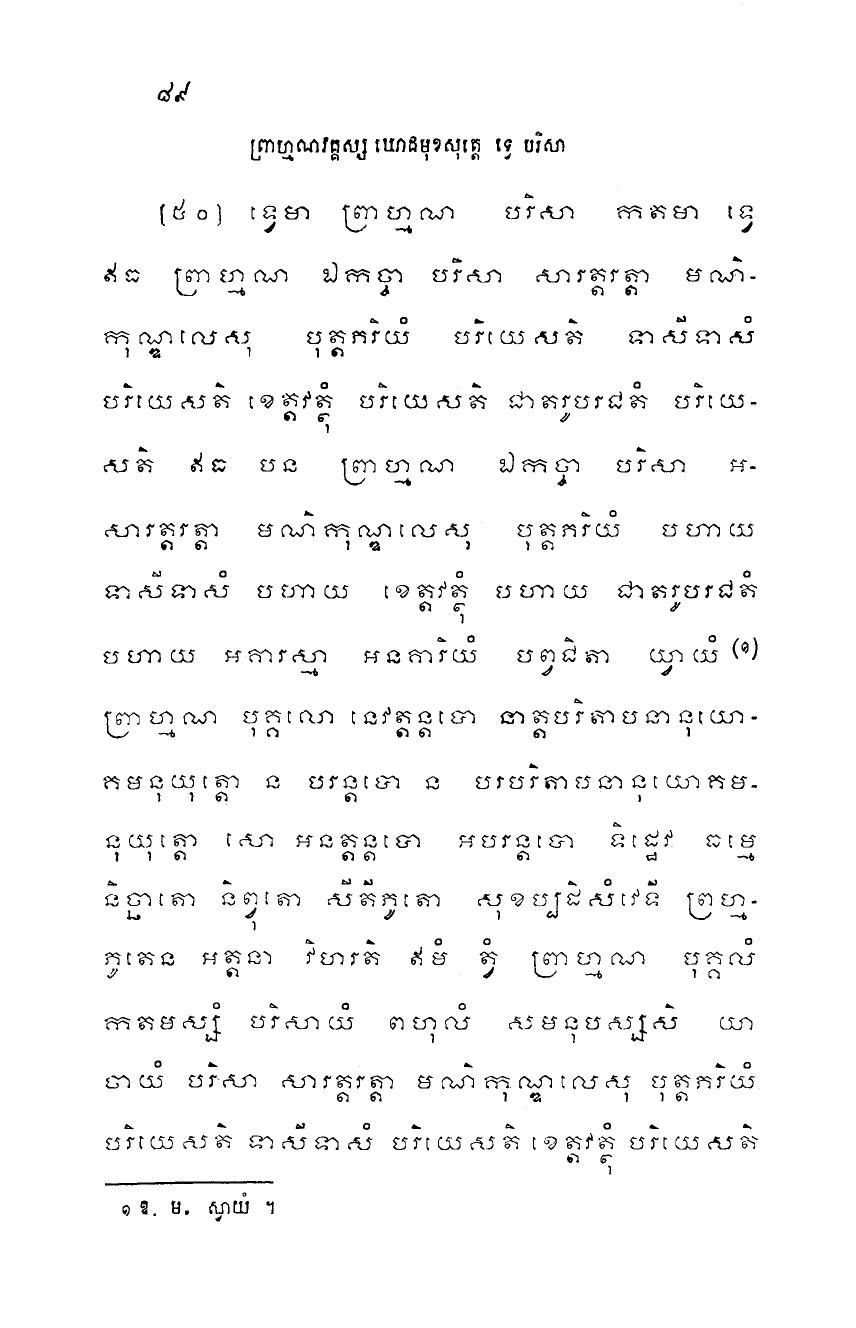 ៨៩
ព្រាហ្មណវគ្គស្ស ឃោដមុខសុត្តេ ទ្វេ បរិសា
[៥០] ទ្វេមា ព្រាហ្មណ បរិសា កតមា ទ្វេ
ឥធ ព្រាហ្មណ ឯកច្ចា បរិសា សារត្តរត្តា មណិ-
កុណ្ឌលេសុ បុត្តភរិយំ បរិយេសតិ ទាសីទាសំ
បរិយេសតិ ខេត្តវត្ថុំ បរិយេសតិ ជាតរូបរជតំ បរិយេ-
សតិ ឥធ បន ព្រាហ្មណ ឯកច្ចា បរិសា អ-
សារត្តរត្តា មណិកុណ្ឌលេសុ បុត្តភរិយំ បហាយ
ទាសីទាសំ បហាយ ខេត្តវត្ថុំ បហាយ ជាតរូបរជតំ
បហាយ អគារស្មា អនគារិយំ បព្វជិតា យ្វាយំ (១)
ព្រាហ្មណ បុគ្គលោ នេវត្តន្តបោ នាត្តបរិតាបនានុយោ-
គមនុយុត្តោ ន បរន្តបោ ន បរបរិតាបនានុយោគម-
នុយុត្តោ សោ អនត្តន្តបោ អបរន្តបោ ទិដ្ឋេវ ធម្មេ
និច្ឆាតោ និព្វុតោ សីតីភូតោ សុខប្បដិសំវេទី ព្រហ្ម-
ភូតេន អត្តនា វិហរតិ ឥមំ ត្វំ ព្រាហ្មណ បុគ្គលំ
កតមស្សំ បរិសាយំ ពហុលំ សមនុបស្សសិ យា
ចាយំ បរិសា សារត្តរត្តា មណិកុណ្ឌលេសុ បុត្តភរិយំ
បរិយេសតិ ទាសីទាសំ បរិយេសតិ ខេត្តវត្ថុំ បរិយេសតិ
១ ឱ. ម. ស្វាយំ ។